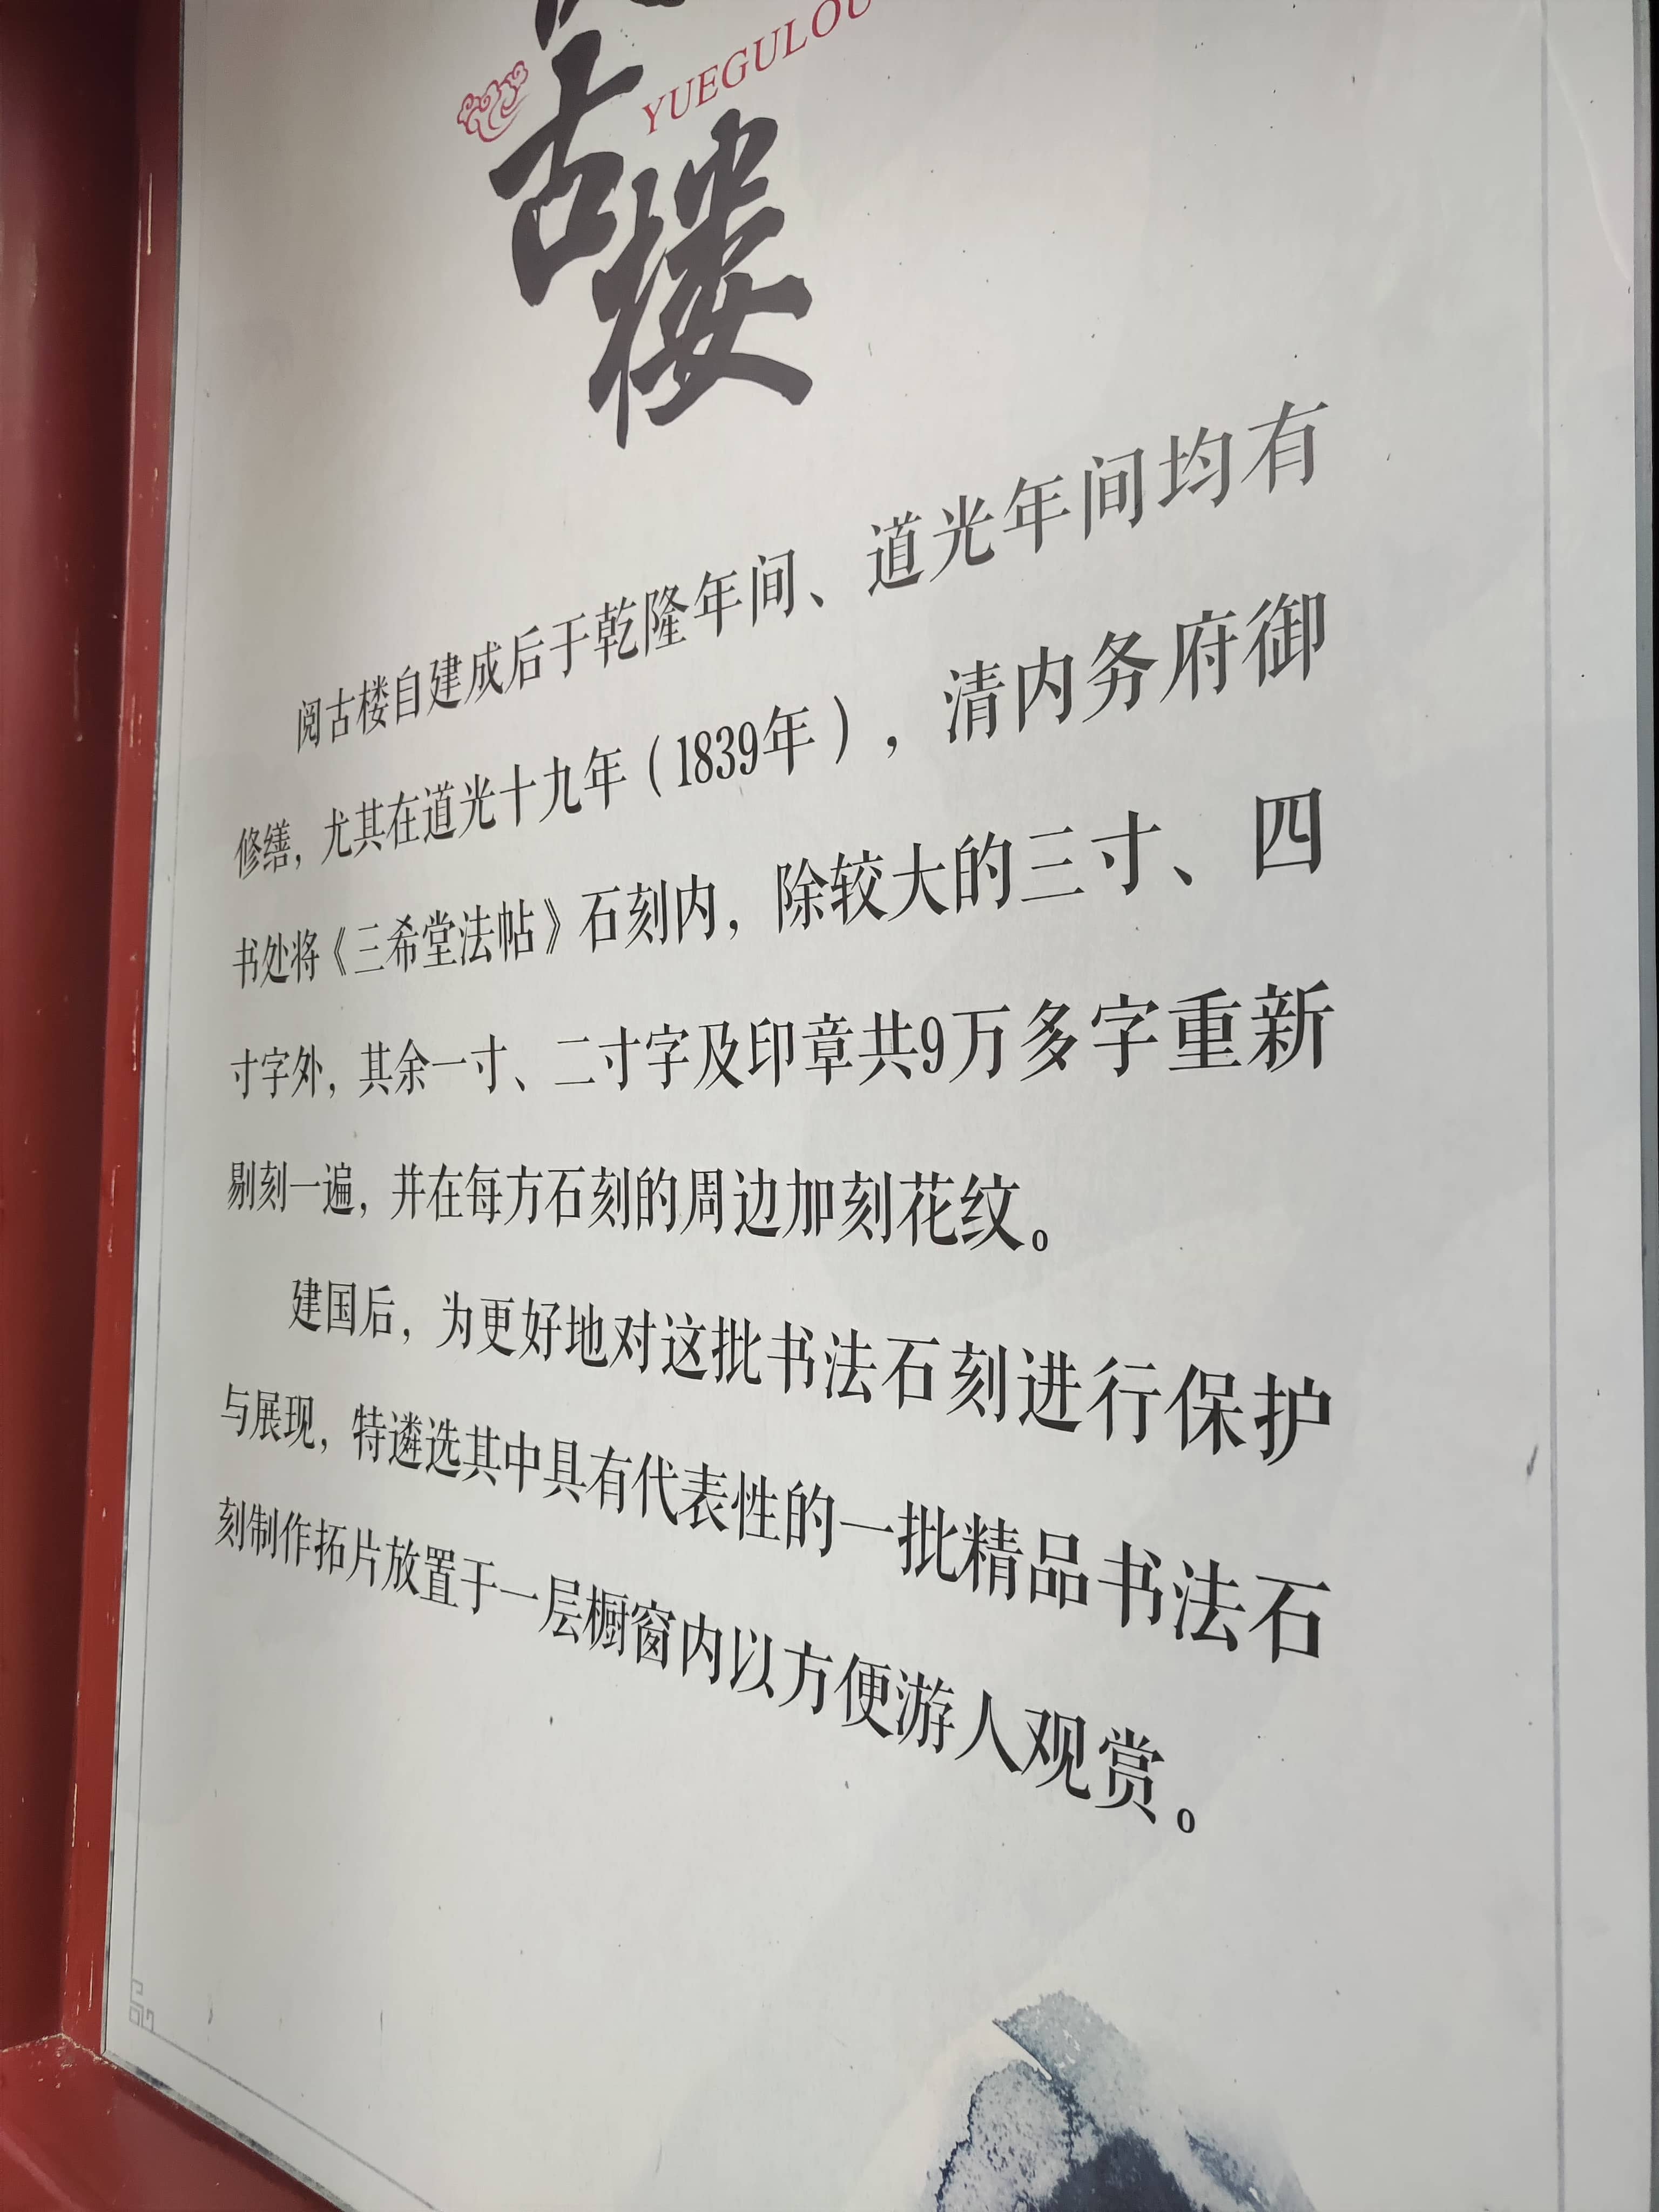 古楼
YUEGULOU
阅古楼自建成后于乾隆年间、道光年间均有
修缮，尤其在道光十九年（1839年），清内务府御
书处将《三希堂法帖》石刻内，除较大的三寸、四
寸字外，其余一寸、二寸字及印章共9万多字重新
剔刻一遍，并在每方石刻的周边加刻花纹。
建国后，为更好地对这批书法石刻进行保护
与展现，特遴选其中具有代表性的一批精品书法石
刻制作拓片放置于一层橱窗内以方便游人观赏。